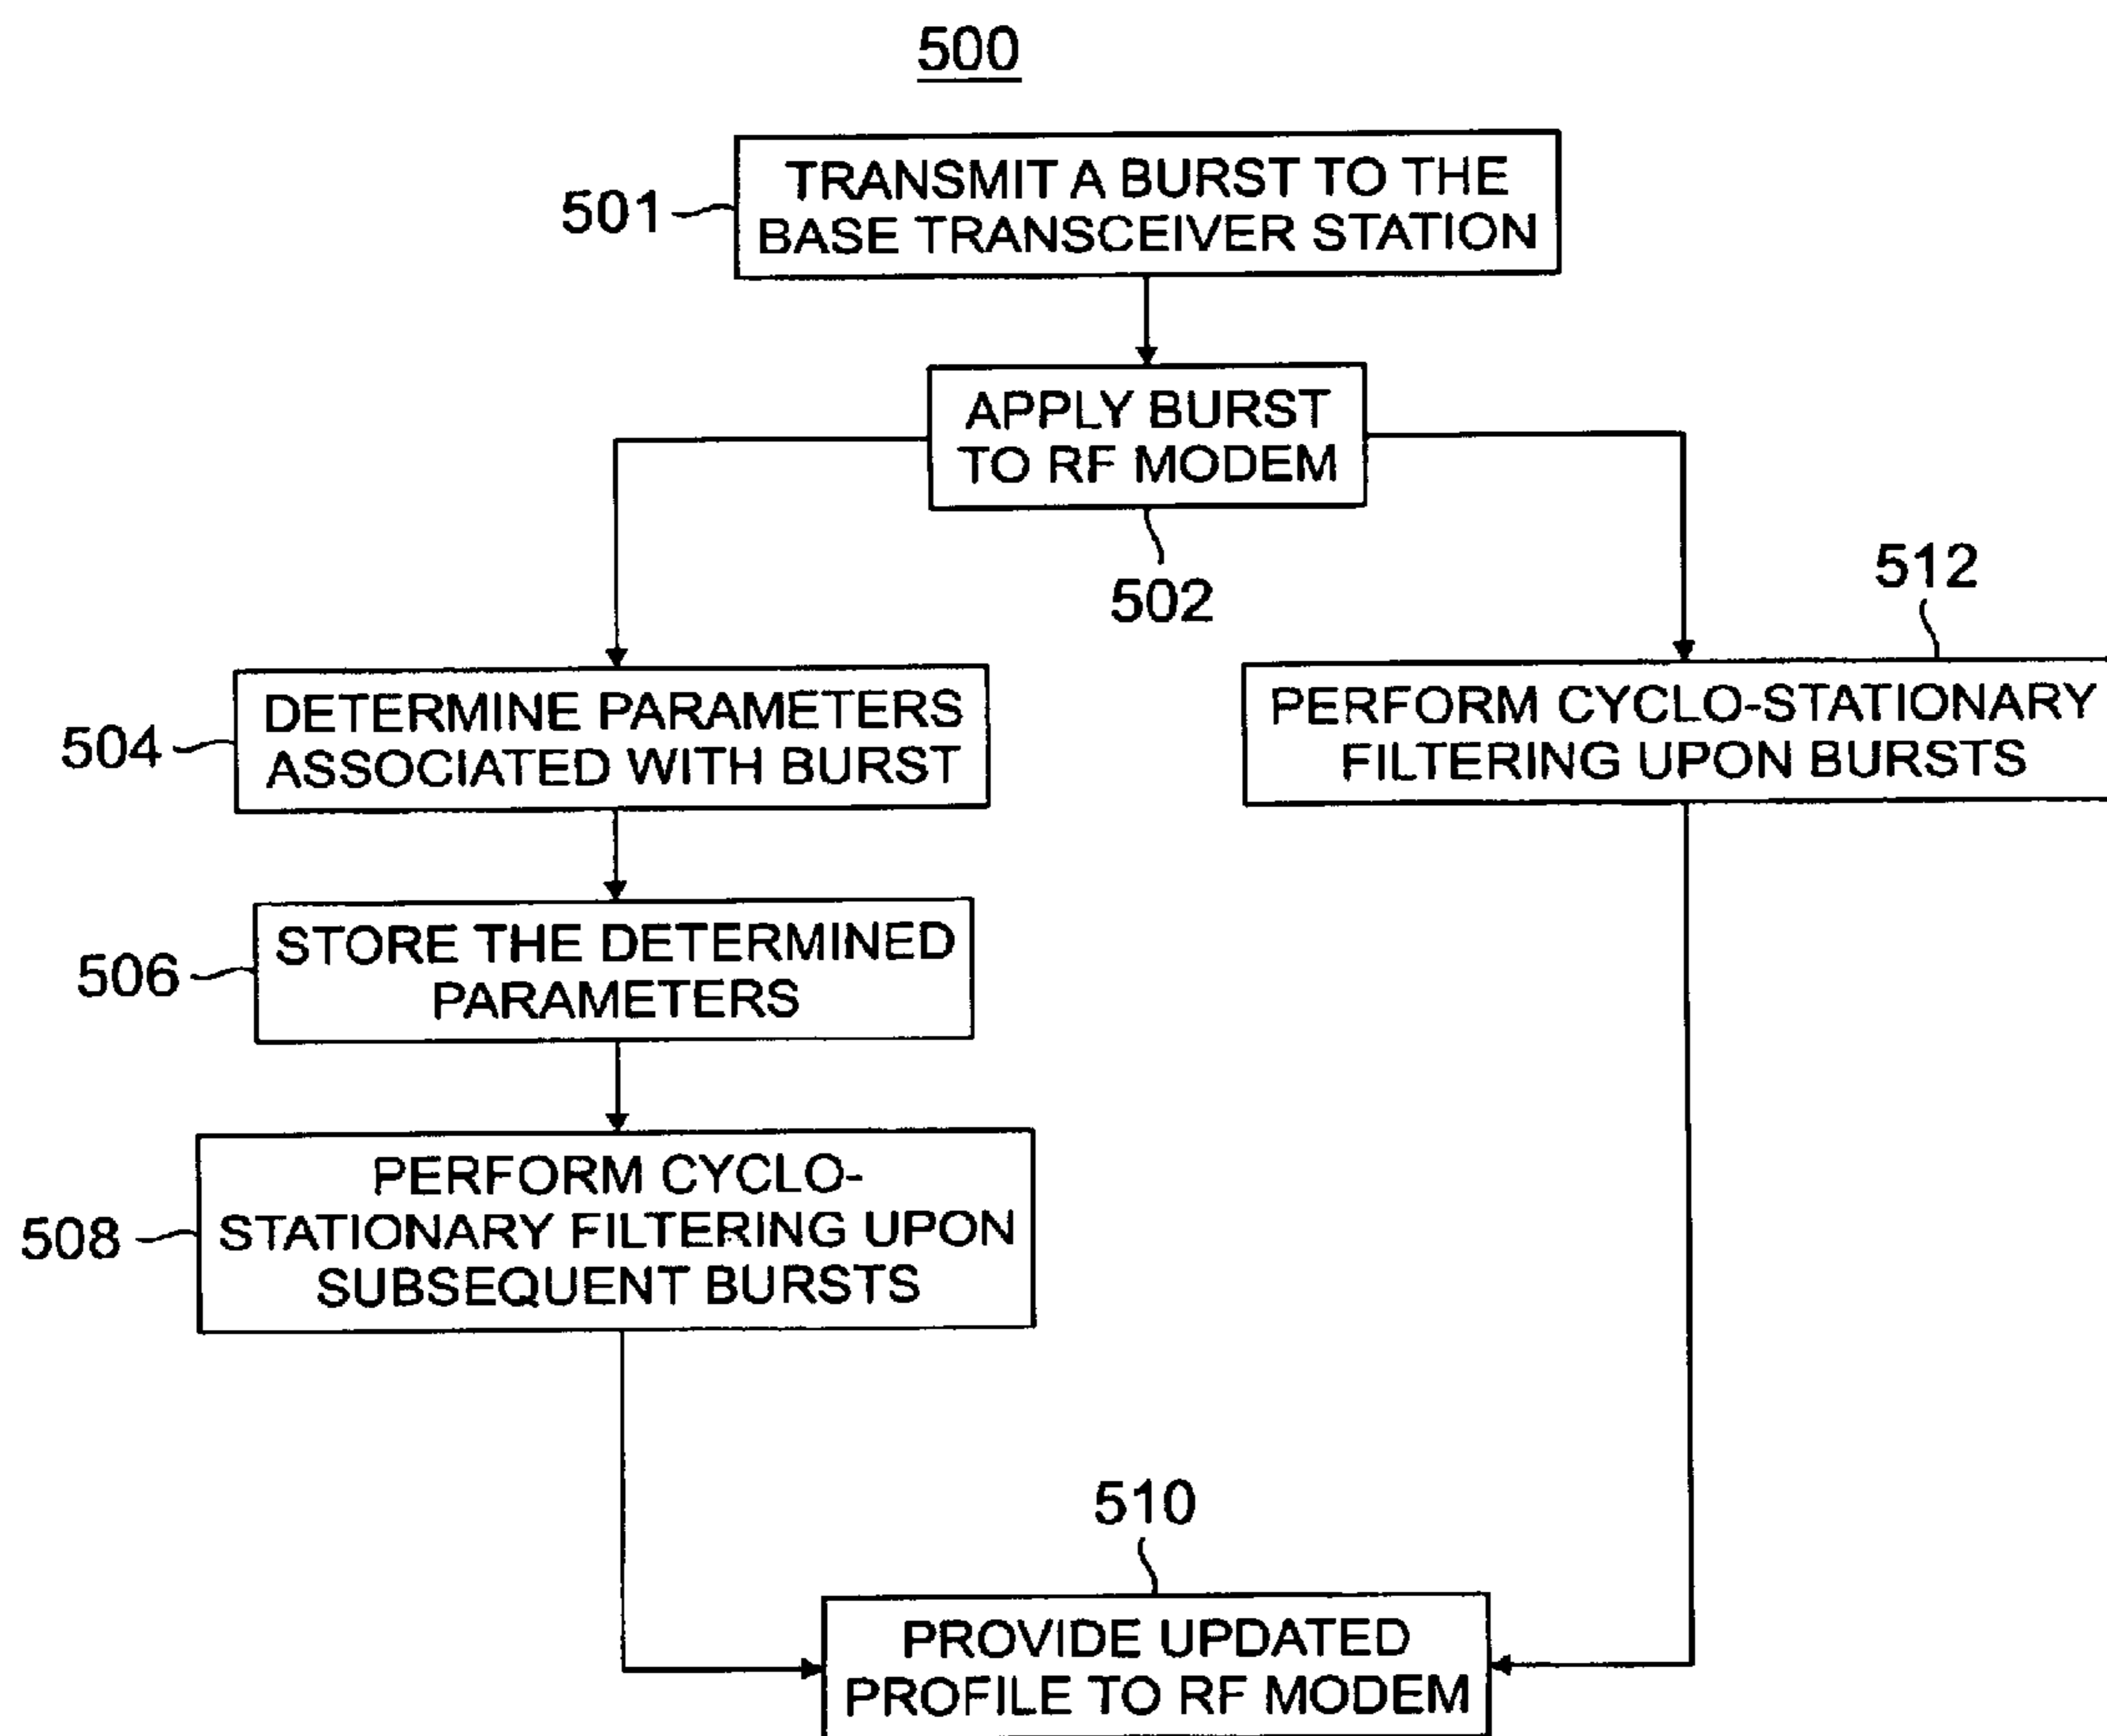 500
TRANSMIT A BURST TO THE
BASE TRANSCEIVER STATION
501
APPLY BURST
TO RF MODEM
502
512
DETERMINE PARAMETERS
ASSOCIATED WITH BURST
504
PERFORM CYCLO-STATIONARY
FILTERING UPON BURSTS
STORE THE DETERMINED
PARAMETERS
506
PERFORM CYCLO-
STATIONARY FILTERING UPON
SUBSEQUENT BURSTS
508
510
PROVIDE UPDATED
PROFILE TO RF MODEM